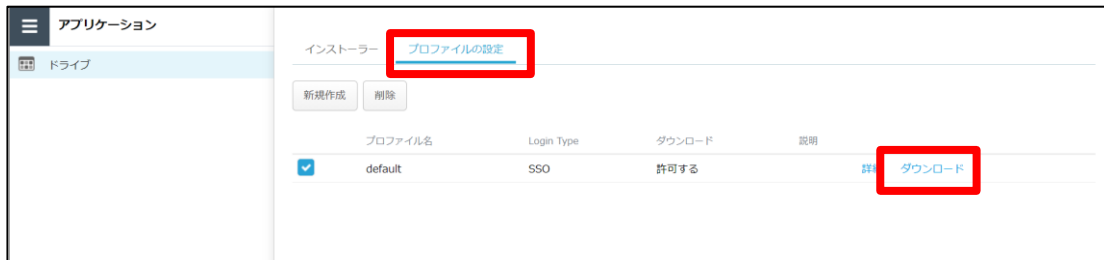 アプリケーション
ドライブ
インストーラー プロファイルの設定
新規作成 削除
プロファイル名 Login Type ダウンロード 説明
default SSO 許可する 詳細 ダウンロード